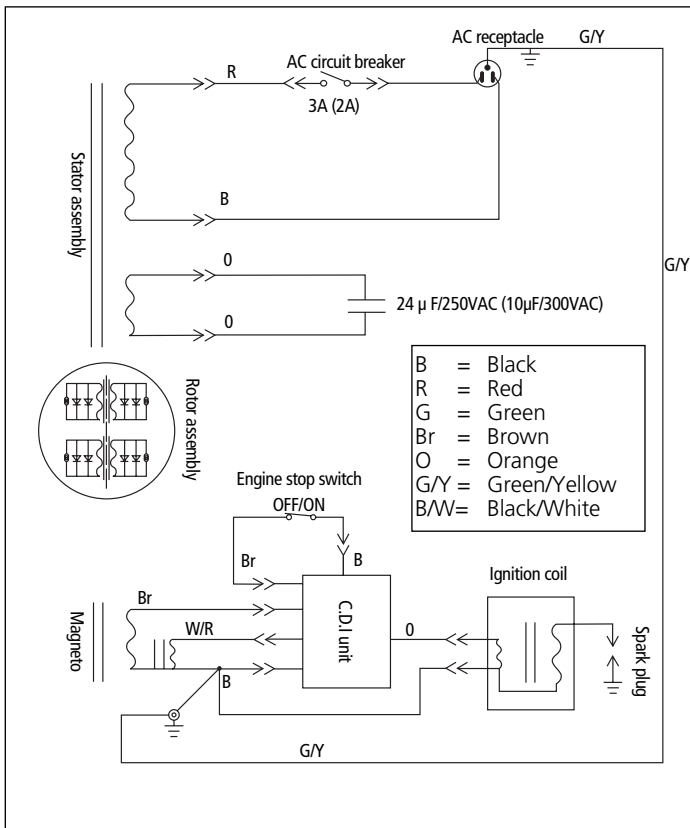 AC receptacle
G/Y
AC circuit breaker
R
3A (2A)
Stator assembly
B
G/Y
0
24 µ F/250VAC (10µF/300VAC)
0
B = Black
R = Red
G = Green
Br = Brown
O = Orange
G/Y = Green/Yellow
B/W= Black/White
Rotor assembly
Engine stop switch
OFF/ON
Br
B
Ignition coil
Magneto
Br
W/R
C.D.I unit
0
Spark plug
B
G/Y